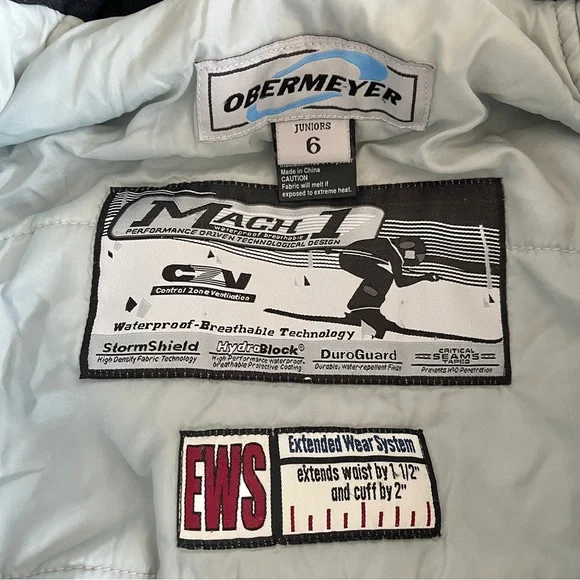 OBERMEYER
JUNIORS
6
Made in China
CAUTION
Fabric will melt if
exposed to extreme heat.
MACH 1
waterproof breathable
PERFORMANCE DRIVEN TECHNOLOGICAL DESIGN
CZV
Control Zone Ventilation
Waterproof-Breathable Technology
StormShield
High Density Fabric Technology
HydroBlock®
High Performance Waterproof-
breathable Protective Coating
DuroGuard
Durable, water-repellent Finish
CRITICAL
SEAMS
TAPED
Prevents H2O Penetration
EWS
Extended Wear System
extends waist by 1 1/2"
and cuff by 2"